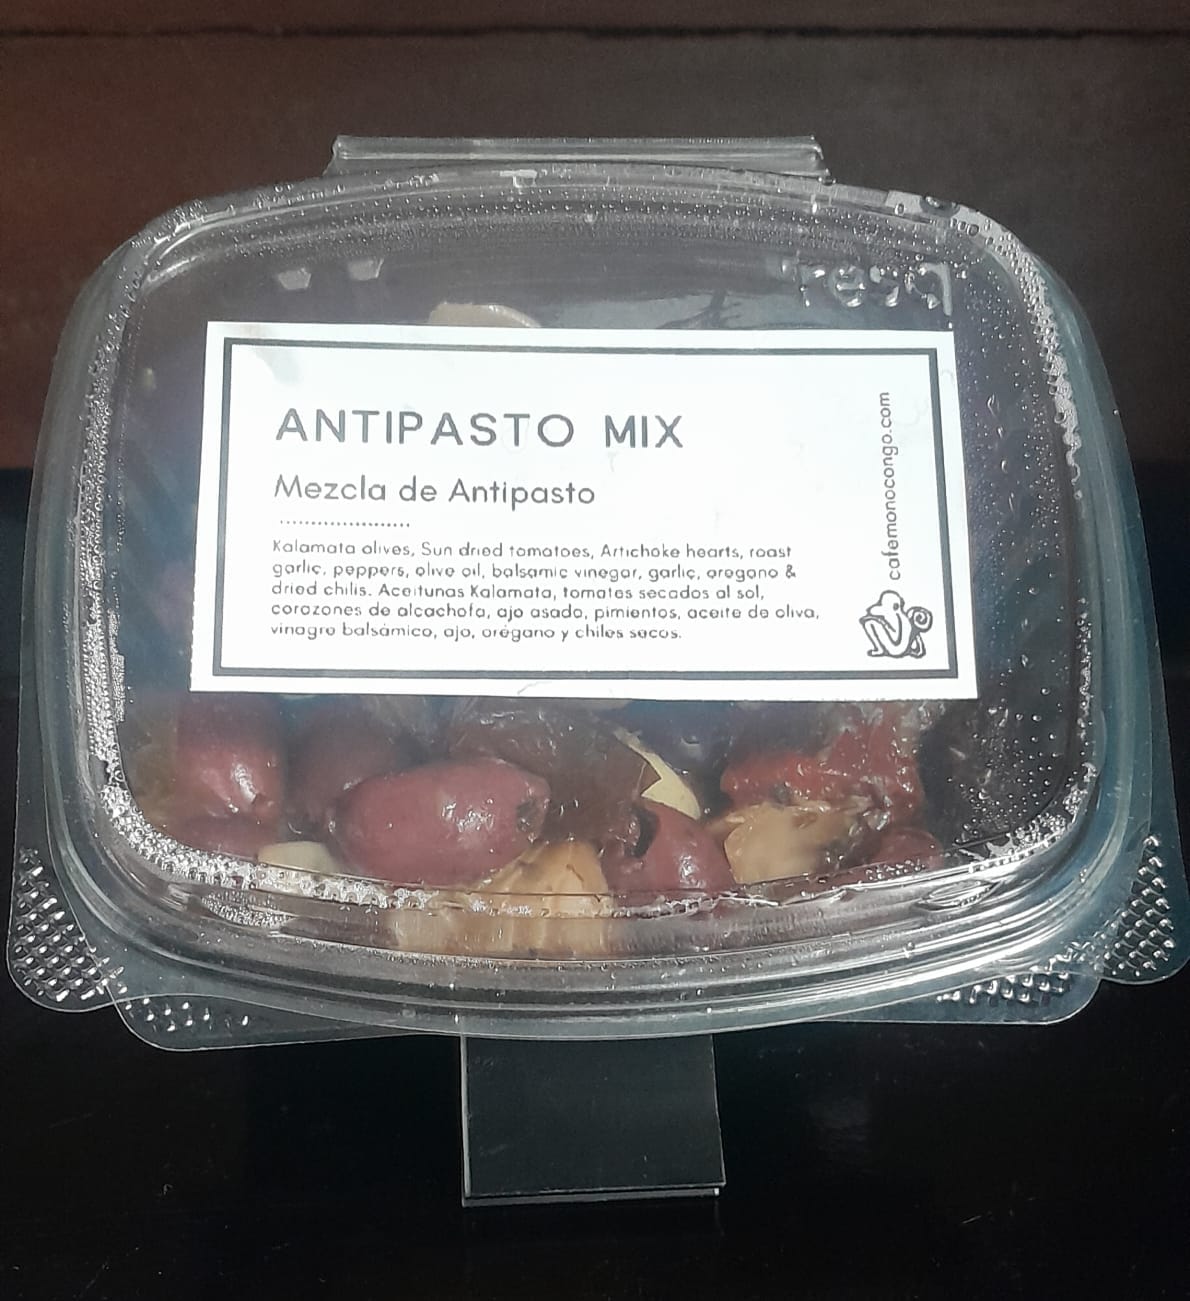 ANTIPASTO MIX
Mezcla de Antipasto
Kalamata olives, Sun dried tomatoes, Artichoke hearts, roast
garlic, peppers, olive oil, balsamic vinegar, garlic, oregano &
dried chilis. Aceitunas Kalamata, tomates secados al sol,
corazones de alcachofa, ajo asado, pimientos, aceite de oliva,
vinagre balsámico, ajo, orégano y chiles secos.
cafemonocongo.com